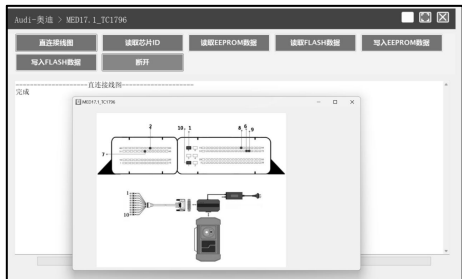 Audi-奥迪 > MED17.1_TC1796
直连接线图 读取芯片ID 读取EEPROM数据 读取FLASH数据 写入EEPROM数据
写入FLASH数据 断开
--------------------直连接线图--------------------
完成
MED17.1_TC1796
2 10 1 8 6 9
7
1
10